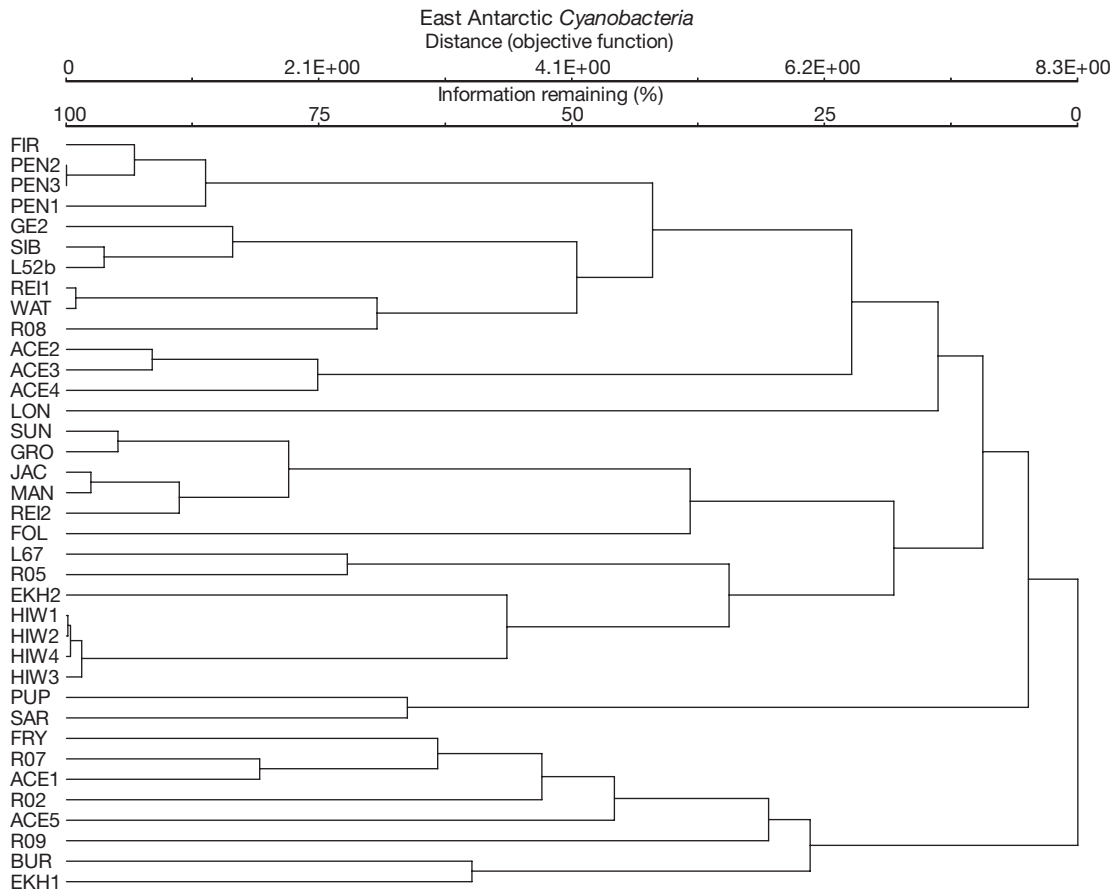 East Antarctic Cyanobacteria
Distance (objective function)
0 2.1E+00 4.1E+00 6.2E+00 8.3E+00
Information remaining (%)
100 75 50 25 0
FIR
PEN2
PEN3
PEN1
GE2
SIB
L52b
REI1
WAT
R08
ACE2
ACE3
ACE4
LON
SUN
GRO
JAC
MAN
REI2
FOL
L67
R05
EKH2
HIW1
HIW2
HIW4
HIW3
PUP
SAR
FRY
R07
ACE1
R02
ACE5
R09
BUR
EKH1